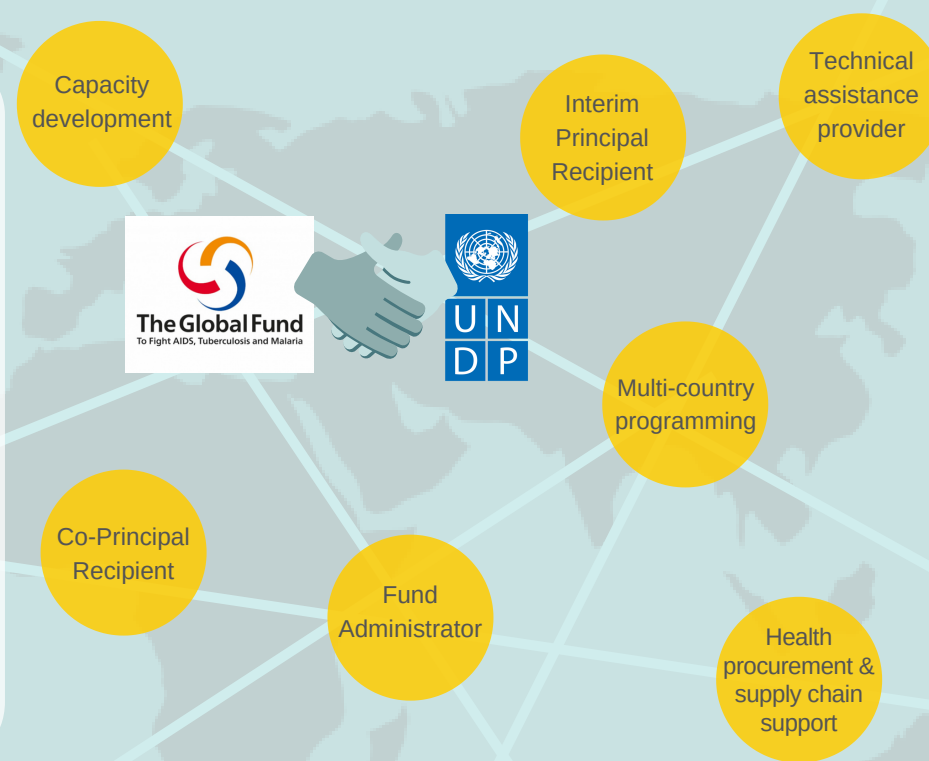 Capacity
development
Interim
Principal
Recipient
Technical
assistance
provider
The Global Fund
To Fight AIDS, Tuberculosis and Malaria
U N
D P
Multi-country
programming
Co-Principal
Recipient
Fund
Administrator
Health
procurement &
supply chain
support